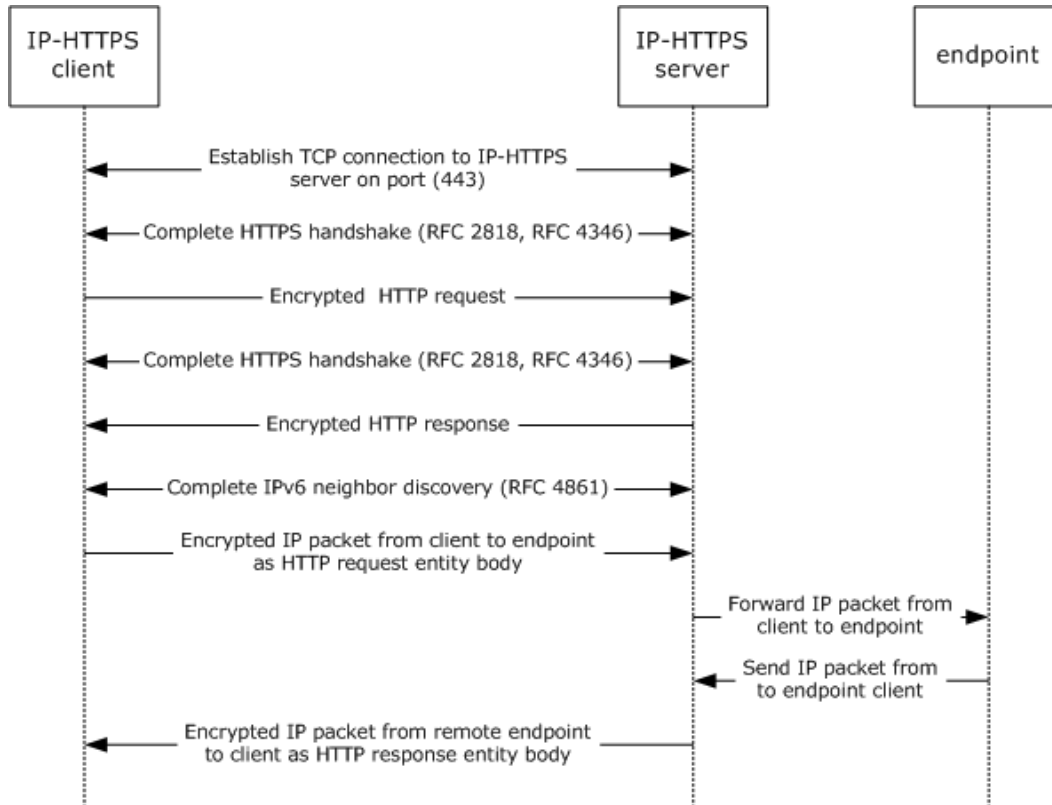 IP-HTTPS
client
IP-HTTPS
server
endpoint
Establish TCP connection to IP-HTTPS
server on port (443)
Complete HTTPS handshake (RFC 2818, RFC 4346)
Encrypted  HTTP request
Complete HTTPS handshake (RFC 2818, RFC 4346)
Encrypted HTTP response
Complete IPv6 neighbor discovery (RFC 4861)
Encrypted IP packet from client to endpoint
as HTTP request entity body
Forward IP packet from
client to endpoint
Send IP packet from
to endpoint client
Encrypted IP packet from remote endpoint
to client as HTTP response entity body